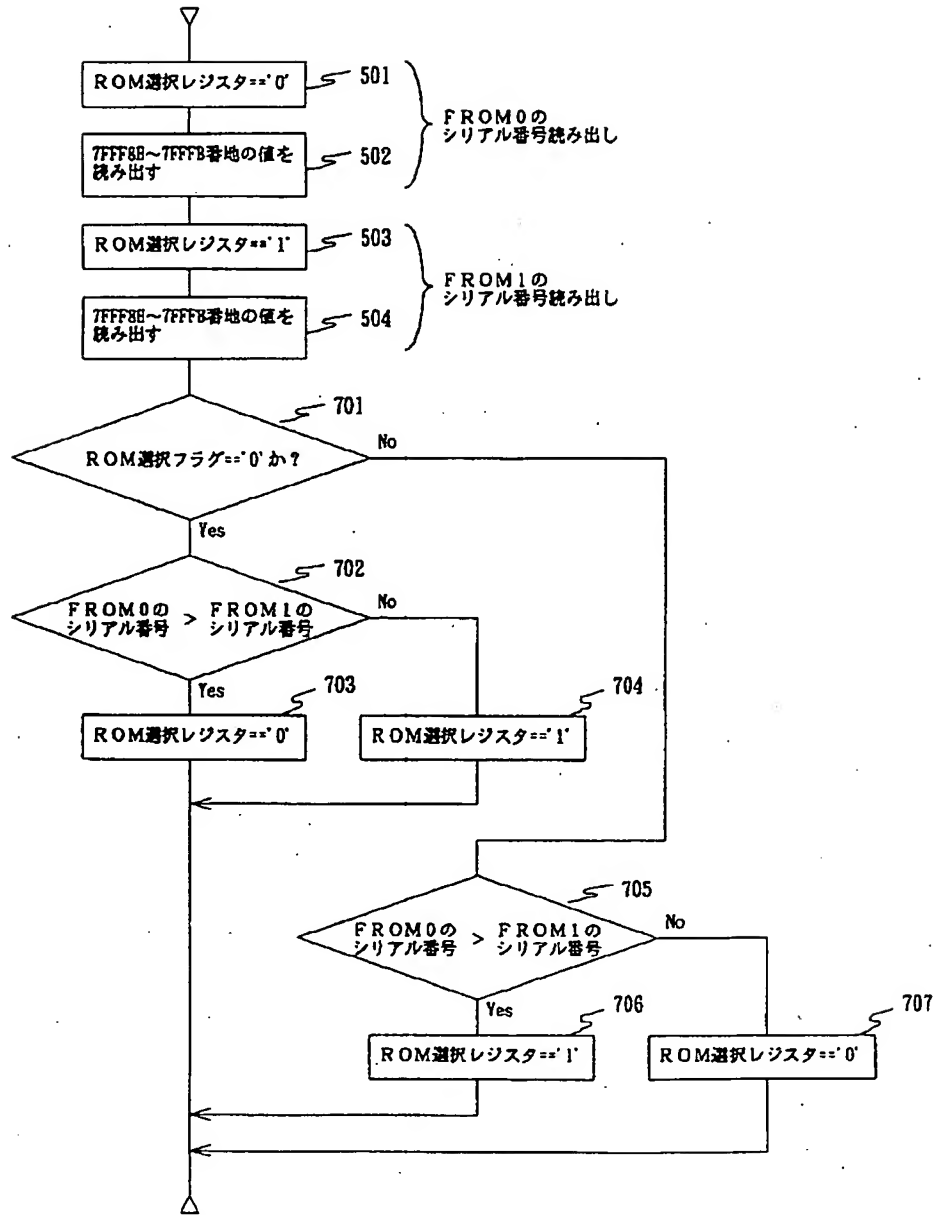 ROM選択レジスタ=='0'
501
FROM0の
シリアル番号読み出し
7FFF8H～7FFFB番地の値を
読み出す
502
ROM選択レジスタ=='1'
503
FROM1の
シリアル番号読み出し
7FFF8H～7FFFB番地の値を
読み出す
504
701
ROM選択フラグ=='0'か?
No
Yes
702
FROM0の > FROM1の
シリアル番号 シリアル番号
No
Yes
703
ROM選択レジスタ=='0'
704
ROM選択レジスタ=='1'
705
FROM0の > FROM1の
シリアル番号 シリアル番号
No
Yes
706
ROM選択レジスタ=='1'
707
ROM選択レジスタ=='0'